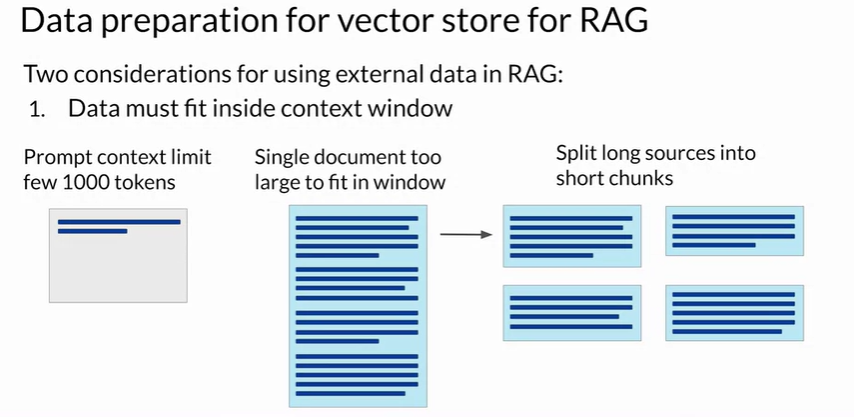 Data preparation for vector store for RAG
Two considerations for using external data in RAG:
1. Data must fit inside context window
Prompt context limit
few 1000 tokens
Single document too
large to fit in window
Split long sources into
short chunks